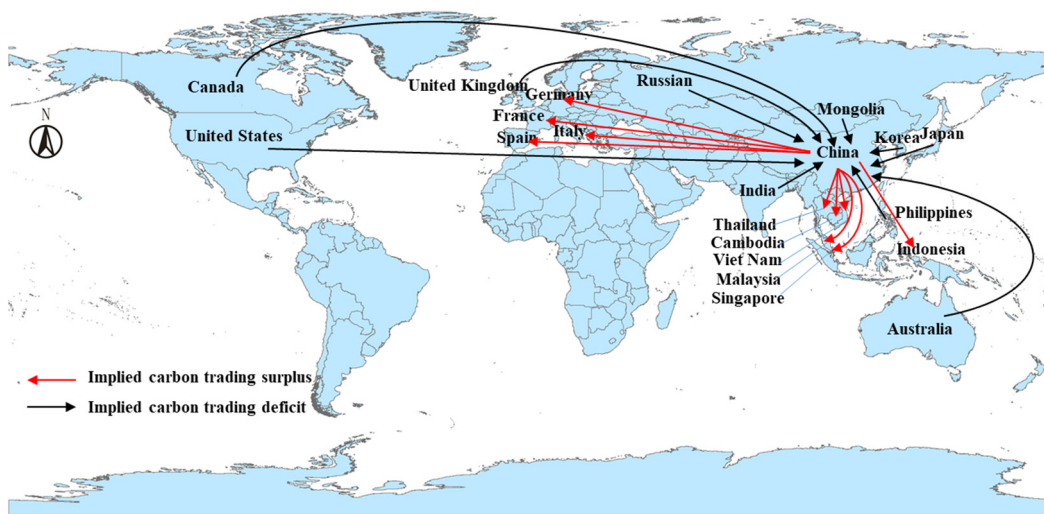 N
Canada
United Kingdom
Germany
Russian
France
Mongolia
United States
Spain
Italy
Korea
Japan
China
India
Philippines
Thailand
Cambodia
Indonesia
Viet Nam
Malaysia
Singapore
Australia
Implied carbon trading surplus
Implied carbon trading deficit